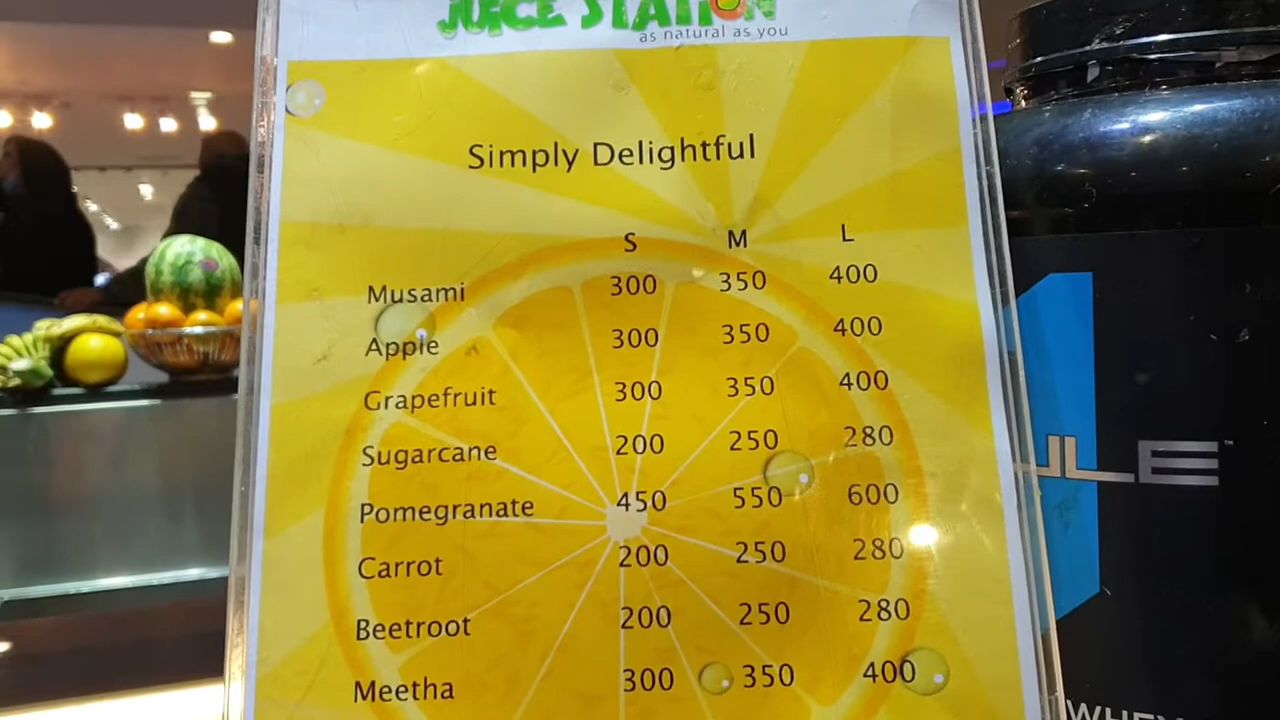 JUICE STATION
as natural as you
Simply Delightful
S M L
Musami 300 350 400
Apple 300 350 400
Grapefruit 300 350 400
Sugarcane 200 250 280
Pomegranate 450 550 600
Carrot 200 250 280
Beetroot 200 250 280
Meetha 300 350 400
ULE™
WHEY